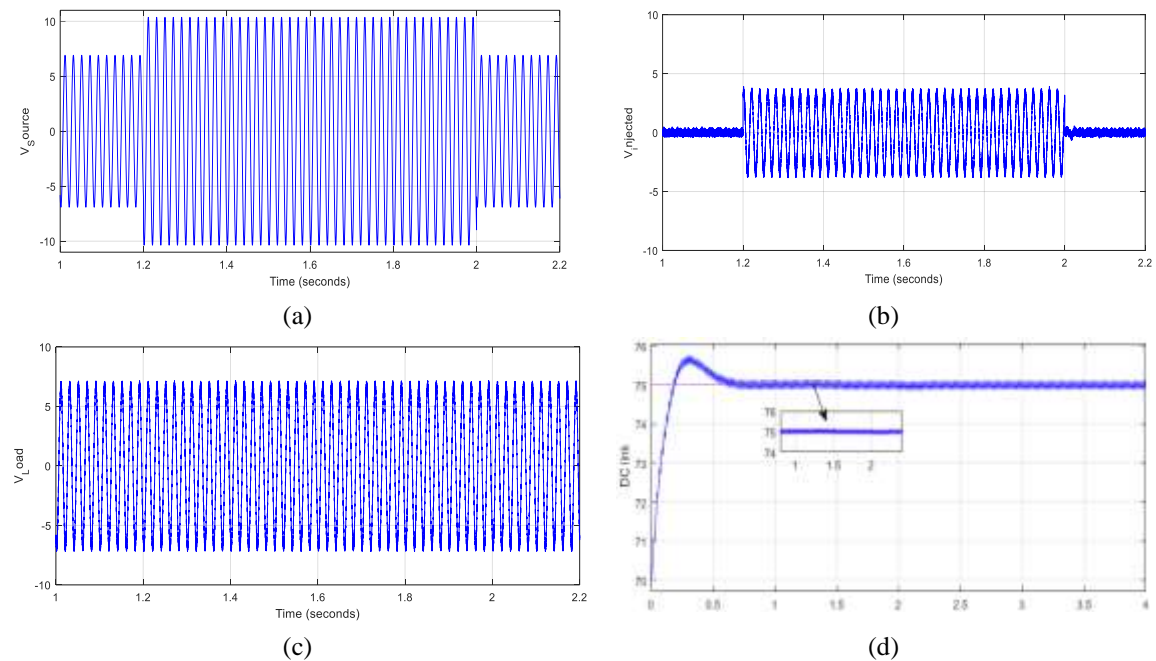 10
5
0
-5
-10
V_Source
1 1.2 1.4 1.6 1.8 2 2.2
Time (seconds)
(a)
10
5
0
-5
-10
V_injected
1 1.2 1.4 1.6 1.8 2 2.2
Time (seconds)
(b)
10
5
0
-5
-10
V_Load
1 1.2 1.4 1.6 1.8 2 2.2
Time (seconds)
(c)
76
75
74
73
72
71
70
DC link
76
75
74
1 1.5 2
0 0.5 1 1.5 2 2.5 3 3.5 4
(d)